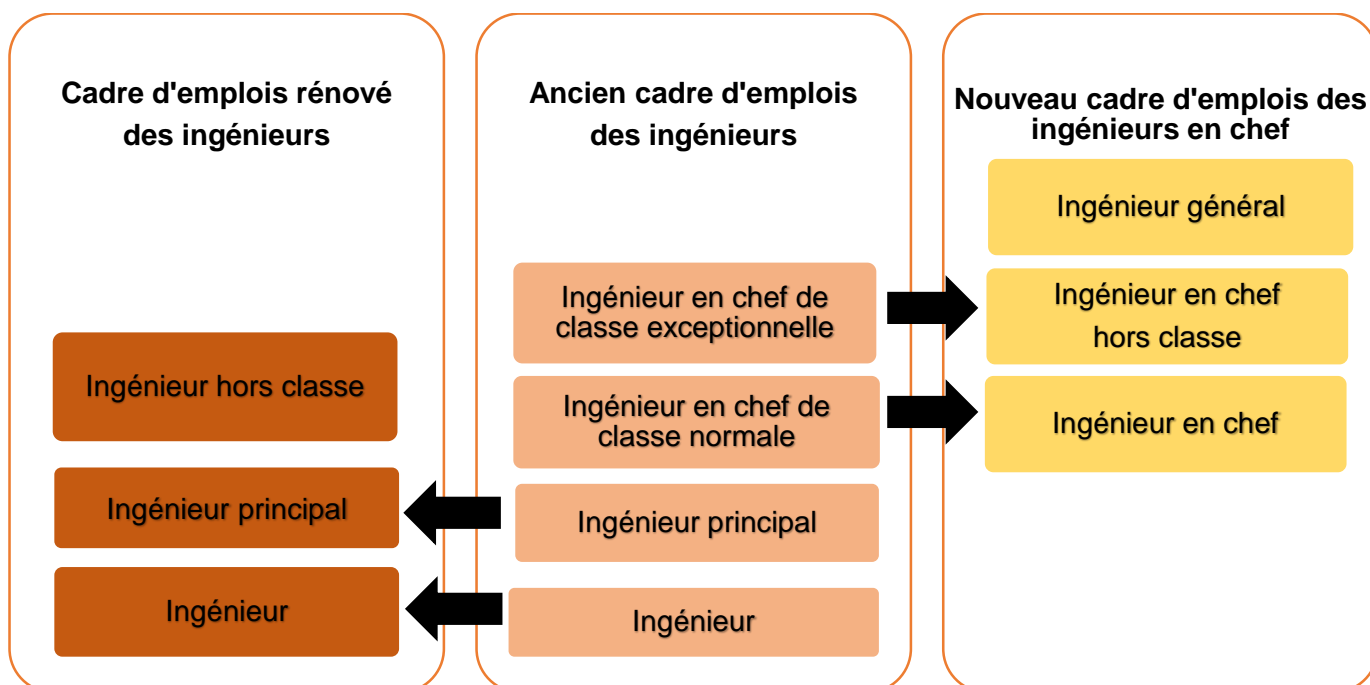 Cadre d'emplois rénové
des ingénieurs
Ingénieur hors classe
Ingénieur principal
Ingénieur
Ancien cadre d'emplois
des ingénieurs
Ingénieur en chef de
classe exceptionnelle
Ingénieur en chef de
classe normale
Ingénieur principal
Ingénieur
Nouveau cadre d'emplois des
ingénieurs en chef
Ingénieur général
Ingénieur en chef
hors classe
Ingénieur en chef